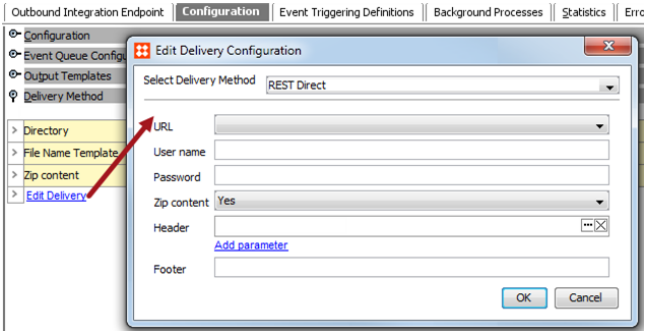 Outbound Integration Endpoint Configuration Event Triggering Definitions Background Processes Statistics
Configuration
Event Queue Configu
Output Templates
Delivery Method
Directory
File Name Template
Zip content
Edit Delivery
Edit Delivery Configuration
Select Delivery Method REST Direct
URL
User name
Password
Zip content Yes
Header
Add parameter
Footer
OK Cancel